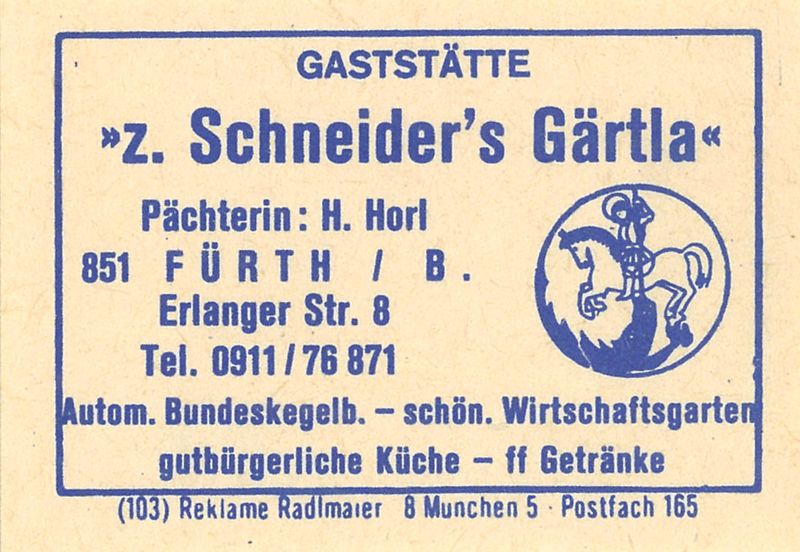 GASTSTÄTTE
»z. Schneider's Gärtla«
Pächterin: H. Horl
851 FÜRTH / B.
Erlanger Str. 8
Tel. 0911/76 871
Autom. Bundeskegelb. – schön. Wirtschaftsgarten
gutbürgerliche Küche – ff Getränke
(103) Reklame Radlmaier 8 Munchen 5 · Postfach 165